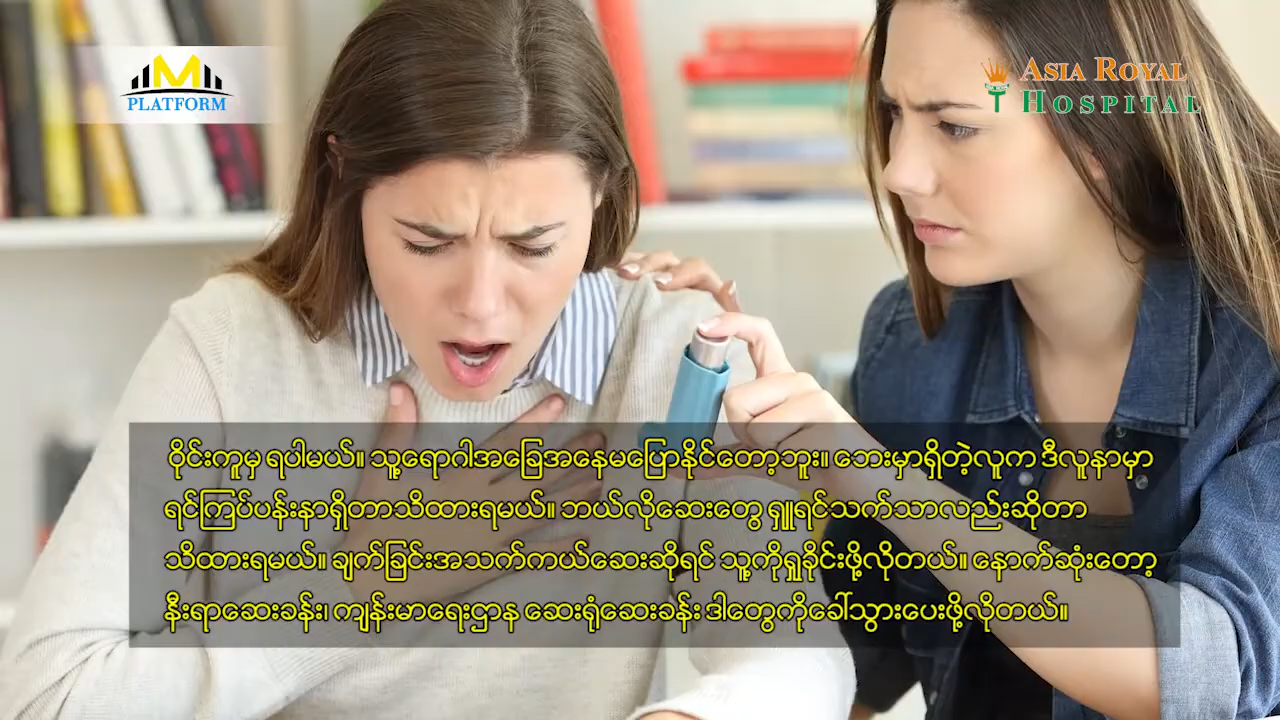 M
PLATFORM
ASIA ROYAL
HOSPITAL
ဝိုင်းကူမှ ရပါမယ်။ သူ့ရောဂါအခြေအနေမပြောနိုင်တော့ဘူး။ ဘေးမှာရှိတဲ့လူက ဒီလူနာမှာ
ရင်ကြပ်ပန်းနာရှိတာသိထားရမယ်။ ဘယ်လိုဆေးတွေ ရှူရင်သက်သာလည်းဆိုတာ
သိထားရမယ်။ ချက်ခြင်းအသက်ကယ်ဆေးဆိုရင် သူ့ကိုရှုခိုင်းဖို့လိုတယ်။ နောက်ဆုံးတော့
နီးရာဆေးခန်း၊ ကျန်းမာရေးဌာန ဆေးရုံဆေးခန်း ဒါတွေကိုခေါ်သွားပေးဖို့လိုတယ်။